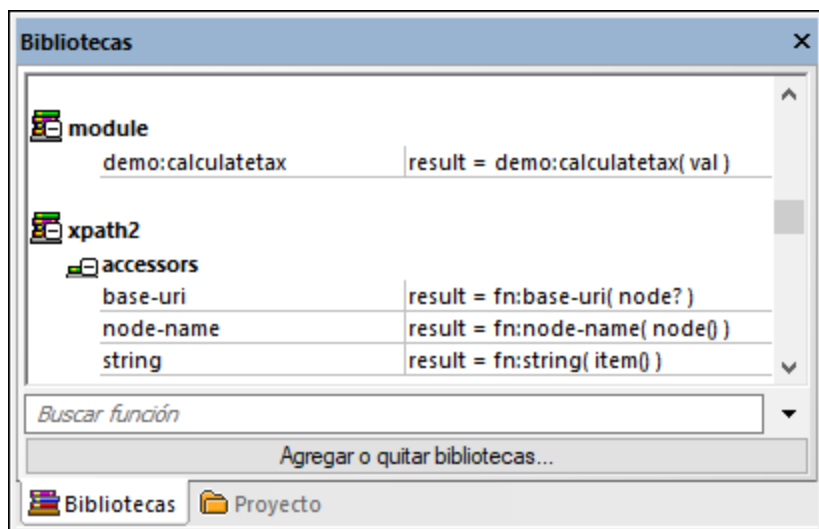 Bibliotecas
module
demo:calculatetax result = demo:calculatetax( val )
xpath2
accessors
base-uri result = fn:base-uri( node? )
node-name result = fn:node-name( node() )
string result = fn:string( item() )
Buscar función
Agregar o quitar bibliotecas...
Bibliotecas Proyecto